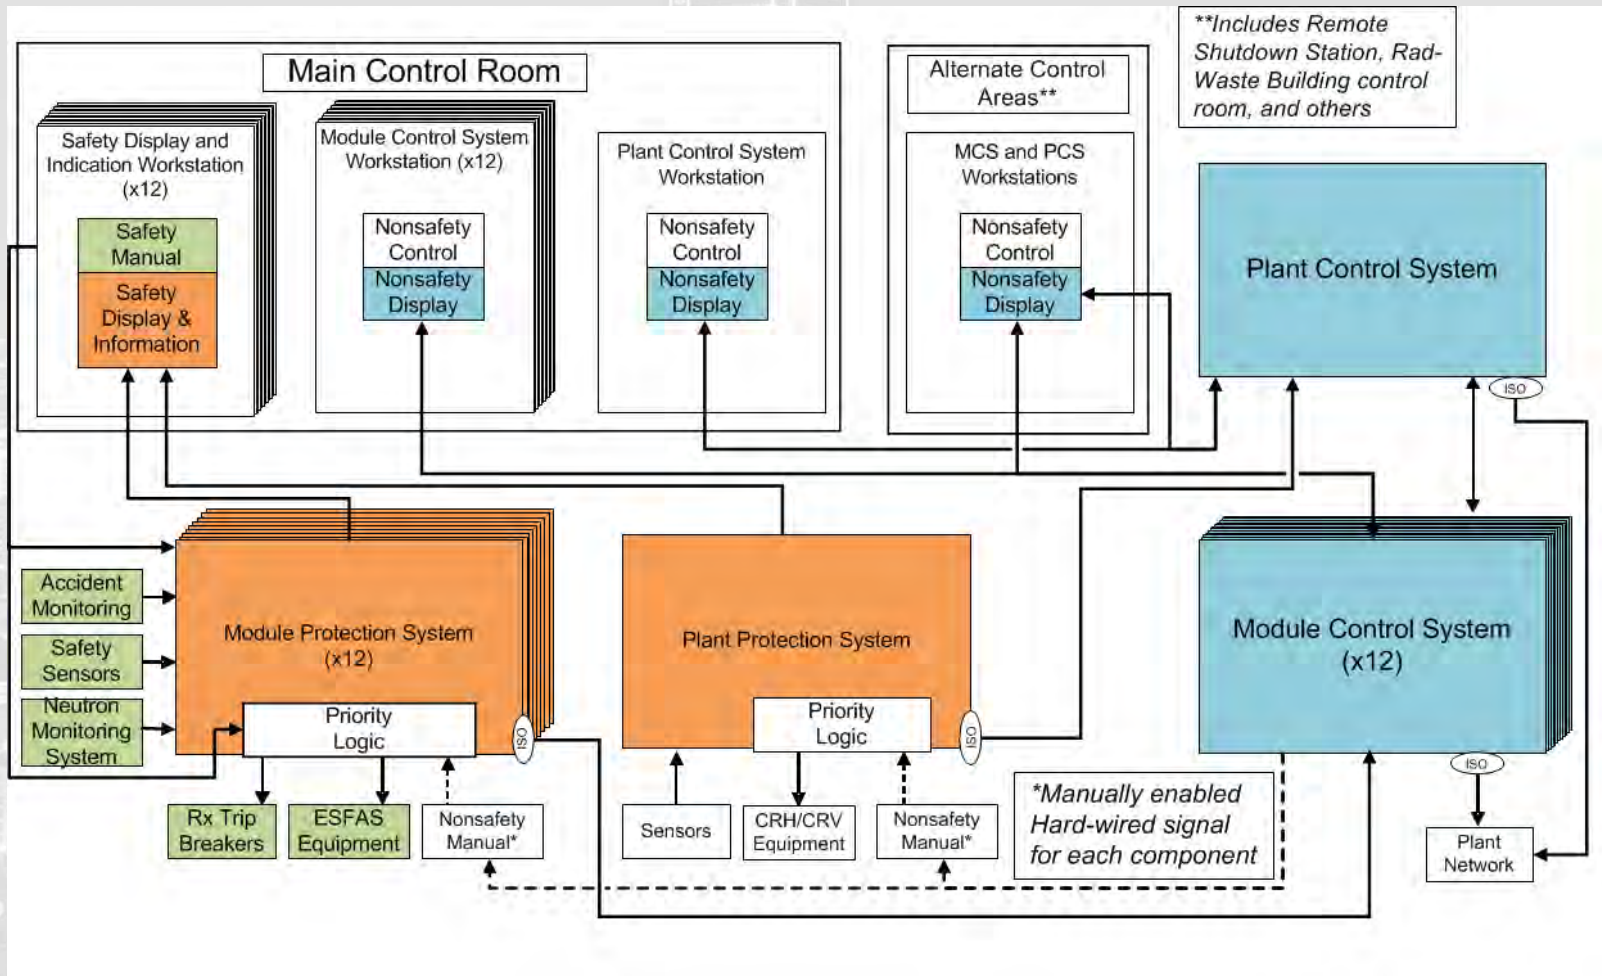 **Includes Remote
Shutdown Station, Rad-
Waste Building control
room, and others
Main Control Room
Alternate Control
Areas**
Safety Display and
Indication Workstation
(x12)
Safety
Manual
Safety
Display &
Information
Module Control System
Workstation (x12)
Nonsafety
Control
Nonsafety
Display
Plant Control System
Workstation
Nonsafety
Control
Nonsafety
Display
MCS and PCS
Workstations
Nonsafety
Control
Nonsafety
Display
Plant Control System
ISO
Accident
Monitoring
Safety
Sensors
Neutron
Monitoring
System
Module Protection System
(x12)
Priority
Logic
ISO
Plant Protection System
Priority
Logic
ISO
Module Control System
(x12)
ISO
Rx Trip
Breakers
ESFAS
Equipment
Nonsafety
Manual*
Sensors
CRH/CRV
Equipment
Nonsafety
Manual*
*Manually enabled
Hard-wired signal
for each component
Plant
Network